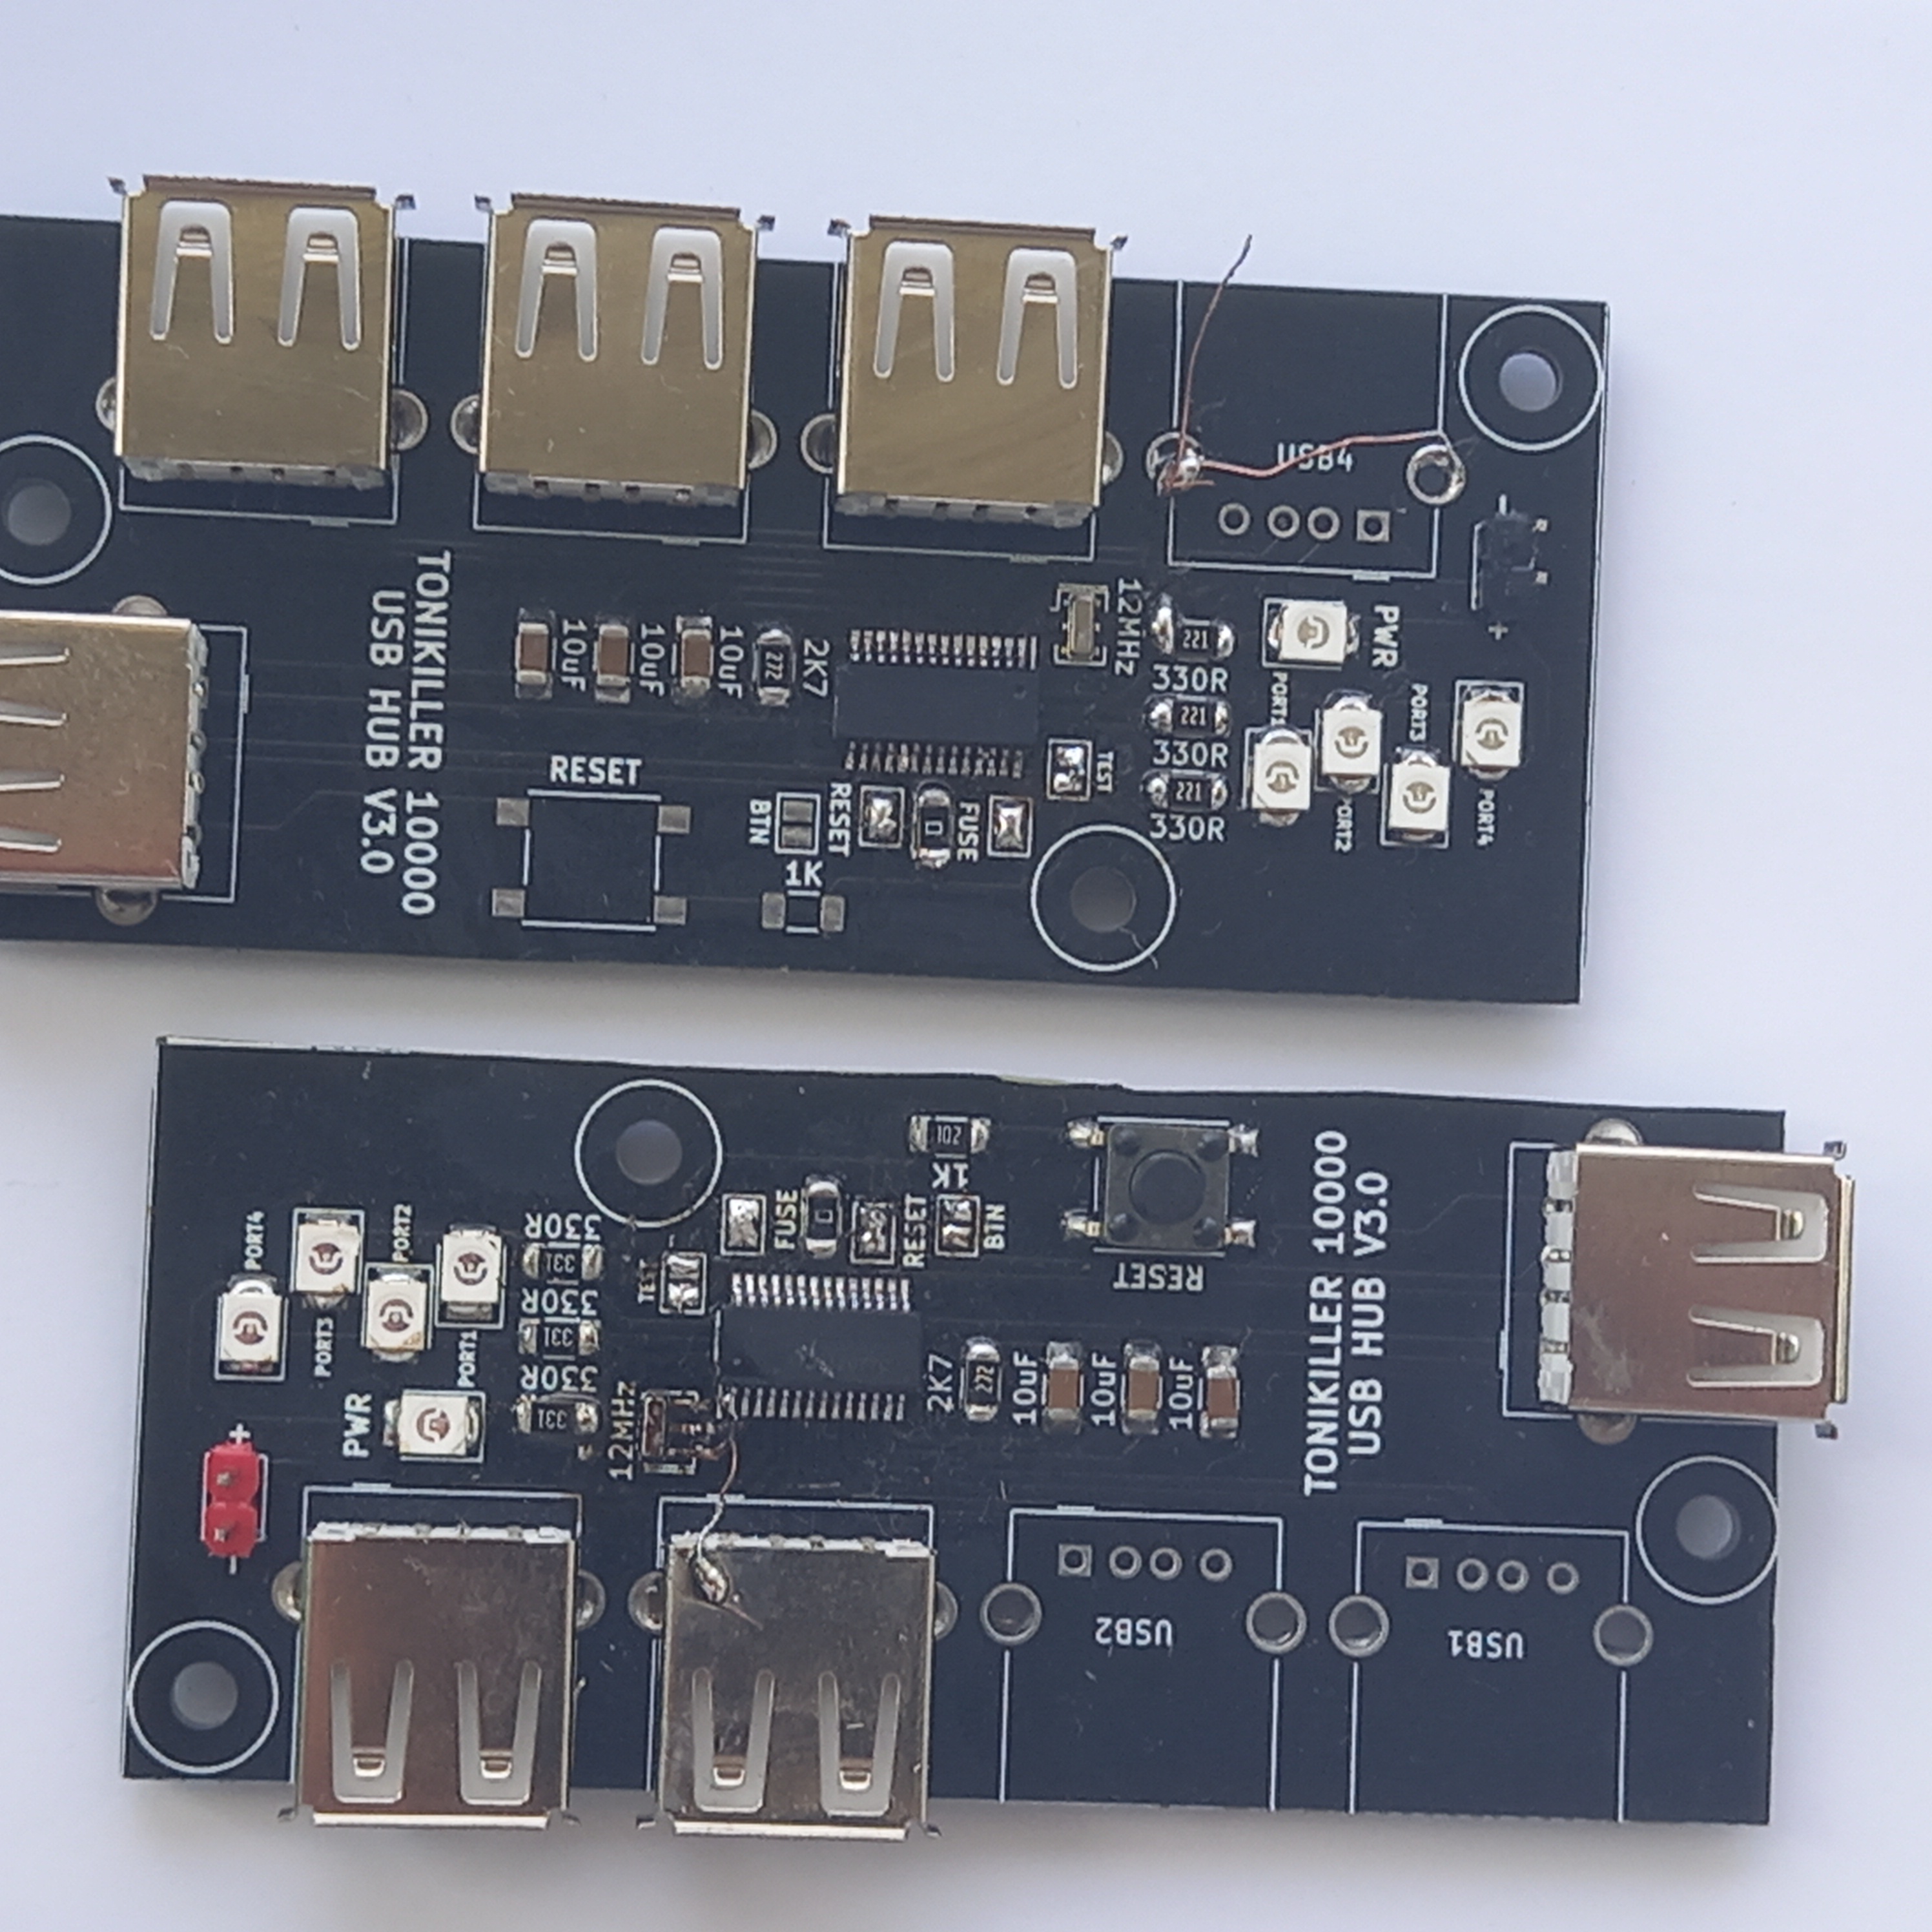 - +
PORT4
PORT3
PWR
PORT2
PORT1
331 330R 331 330R 331 330R
12MHz
TEST
FUSE
RESET
2K7
1K
102
272
BTN
10uF
10uF
10uF
USB2
RESET
TONIKILLER 10000
USB HUB V3.0
USB1
TONIKILLER 10000
USB HUB V3.0
RESET
10uF
10uF
10uF
BTN
1K
272
2K7
RESET
FUSE
TEST
12MHz
330R 221 330R 221 330R 221
PORT1
PORT2
PWR
PORT3
PORT4
USB4
+ -